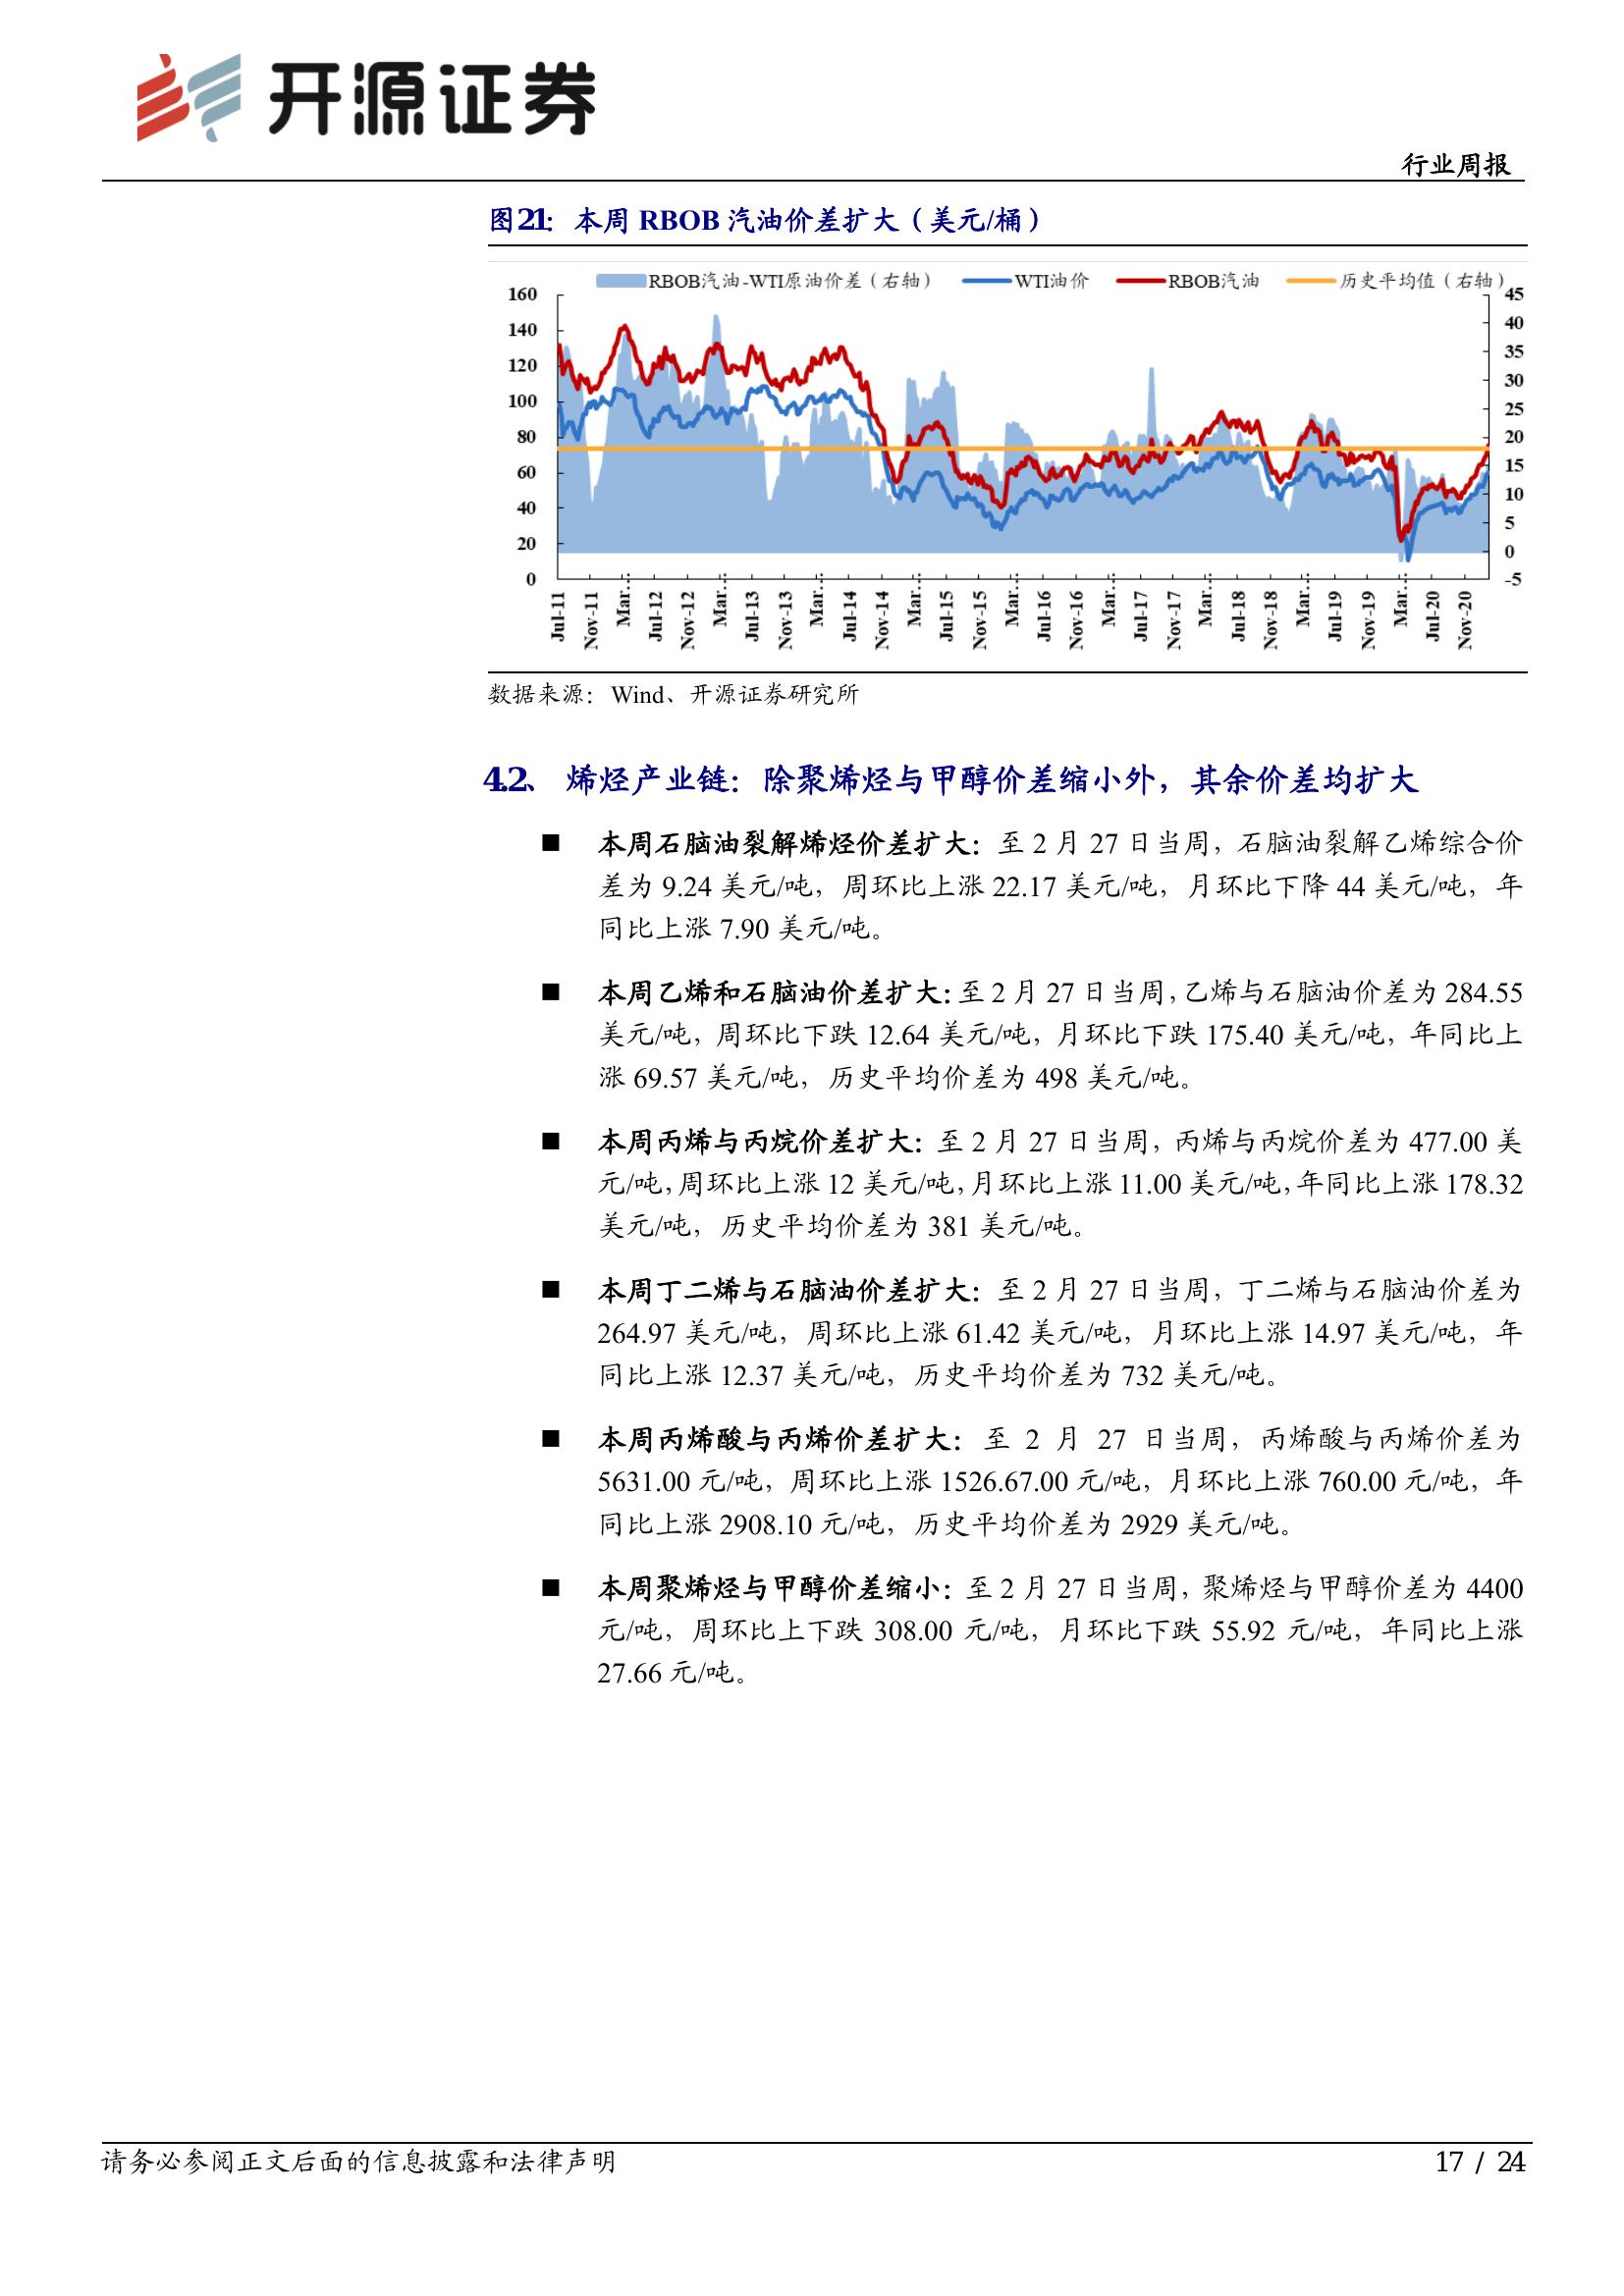 开源证券
行业周报
图21： 本周 RBOB 汽油价差扩大（美元/桶）
RBOB汽油-WTI原油价差（右轴） WTI油价 RBOB汽油 历史平均值（右轴）
160
140
120
100
80
60
40
20
0
45
40
35
30
25
20
15
10
5
0
-5
Jul-11 Nov-11 Mar… Jul-12 Nov-12 Mar… Jul-13 Nov-13 Mar… Jul-14 Nov-14 Mar… Jul-15 Nov-15 Mar… Jul-16 Nov-16 Mar… Jul-17 Nov-17 Mar… Jul-18 Nov-18 Mar… Jul-19 Nov-19 Mar… Jul-20 Nov-20
数据来源：Wind、开源证券研究所
4.2、 烯烃产业链：除聚烯烃与甲醇价差缩小外，其余价差均扩大
■ 本周石脑油裂解烯烃价差扩大：至 2 月 27 日当周，石脑油裂解乙烯综合价
差为 9.24 美元/吨，周环比上涨 22.17 美元/吨，月环比下降 44 美元/吨，年
同比上涨 7.90 美元/吨。
■ 本周乙烯和石脑油价差扩大：至 2 月 27 日当周，乙烯与石脑油价差为 284.55
美元/吨，周环比下跌 12.64 美元/吨，月环比下跌 175.40 美元/吨，年同比上
涨 69.57 美元/吨，历史平均价差为 498 美元/吨。
■ 本周丙烯与丙烷价差扩大：至 2 月 27 日当周，丙烯与丙烷价差为 477.00 美
元/吨，周环比上涨 12 美元/吨，月环比上涨 11.00 美元/吨，年同比上涨 178.32
美元/吨，历史平均价差为 381 美元/吨。
■ 本周丁二烯与石脑油价差扩大：至 2 月 27 日当周，丁二烯与石脑油价差为
264.97 美元/吨，周环比上涨 61.42 美元/吨，月环比上涨 14.97 美元/吨，年
同比上涨 12.37 美元/吨，历史平均价差为 732 美元/吨。
■ 本周丙烯酸与丙烯价差扩大：至 2 月 27 日当周，丙烯酸与丙烯价差为
5631.00 元/吨，周环比上涨 1526.67.00 元/吨，月环比上涨 760.00 元/吨，年
同比上涨 2908.10 元/吨，历史平均价差为 2929 美元/吨。
■ 本周聚烯烃与甲醇价差缩小：至 2 月 27 日当周，聚烯烃与甲醇价差为 4400
元/吨，周环比上下跌 308.00 元/吨，月环比下跌 55.92 元/吨，年同比上涨
27.66 元/吨。
请务必参阅正文后面的信息披露和法律声明
17 / 24